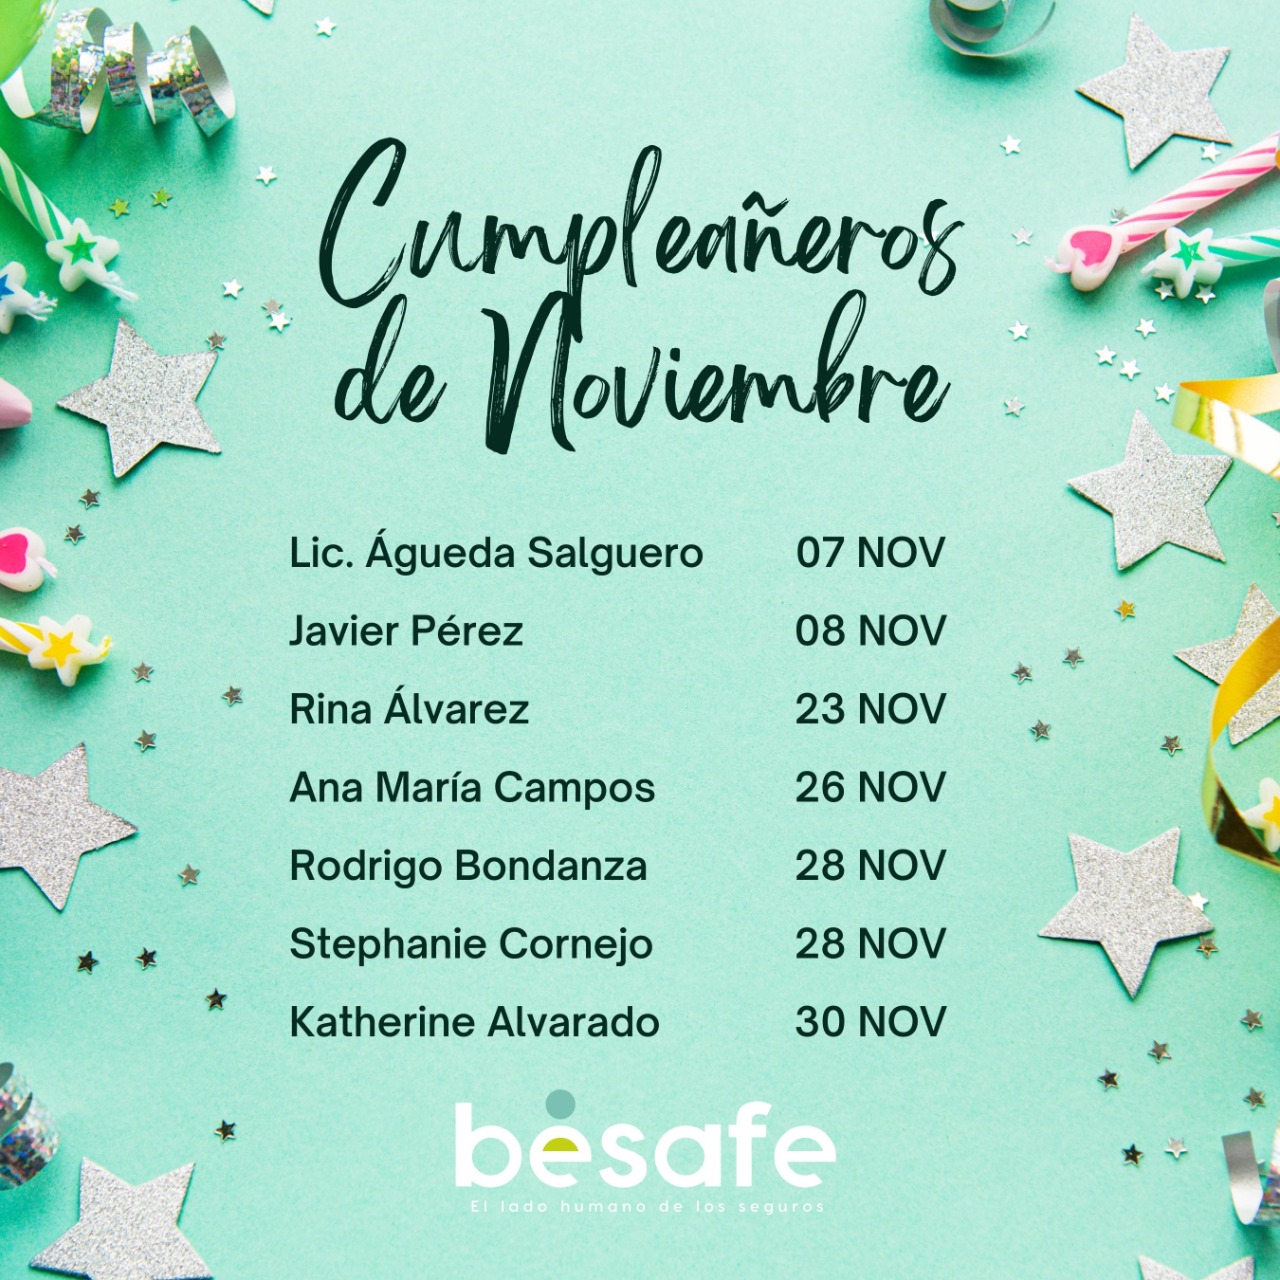 Cumpleañeros
de Noviembre
Lic. Águeda Salguero 07 NOV
Javier Pérez 08 NOV
Rina Álvarez 23 NOV
Ana María Campos 26 NOV
Rodrigo Bondanza 28 NOV
Stephanie Cornejo 28 NOV
Katherine Alvarado 30 NOV
besafe
El lado humano de los seguros